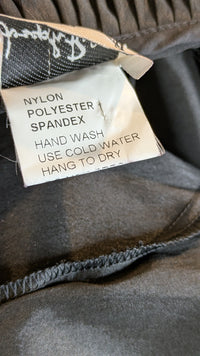 NYLON
POLYESTER
SPANDEX
HAND WASH
USE COLD WATER
HANG TO DRY